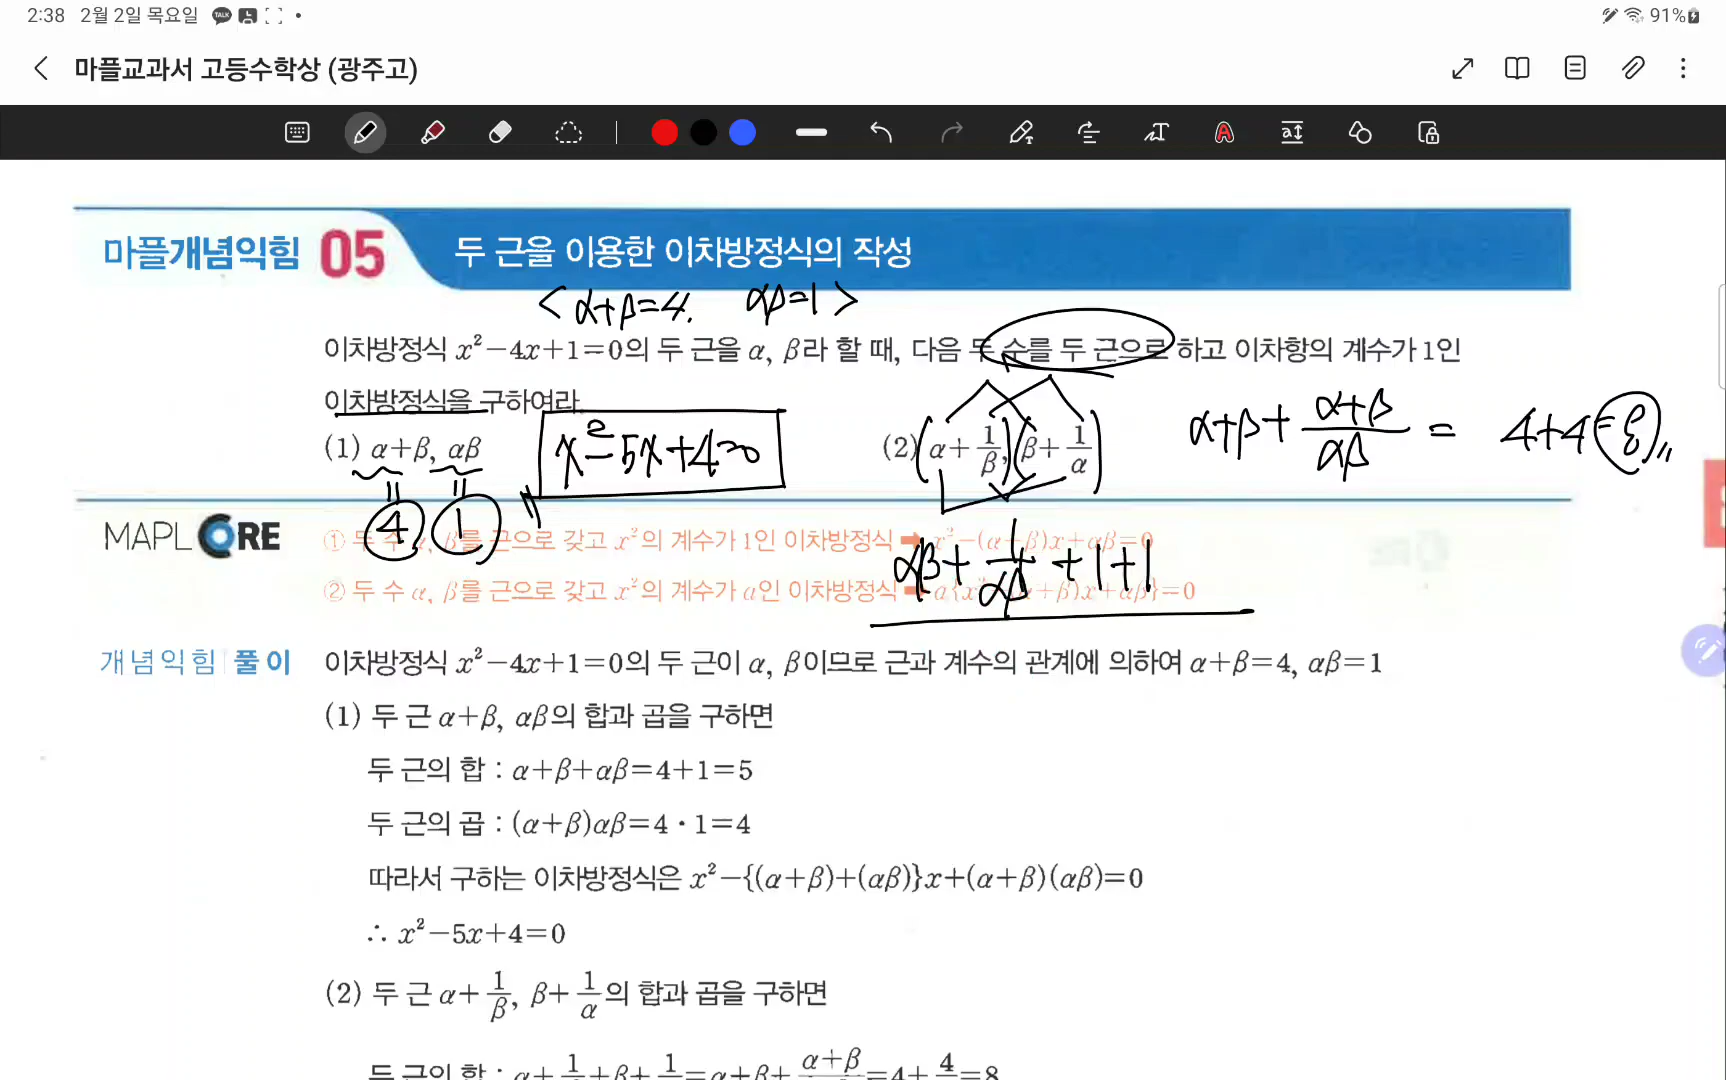 2:38 2월 2일 목요일 TALK 91%
마플교과서 고등수학상 (광주고)
마플개념익힘 05 두 근을 이용한 이차방정식의 작성
< α+β=4. αβ=1 >
이차방정식 x²-4x+1=0의 두 근을 α, β라 할 때, 다음 두 수를 두 근으로 하고 이차항의 계수가 1인
이차방정식을 구하여라.
(1) α+β, αβ
4 1
x²-5x+4=0
(2) (α+1/β), (β+1/α)
α+β+(α+β)/αβ = 4+4=8
αβ+1/αβ+1+1
MAPL CORE
① 두 수 α, β를 근으로 갖고 x²의 계수가 1인 이차방정식 ➡ x²-(α+β)x+αβ=0
② 두 수 α, β를 근으로 갖고 x²의 계수가 a인 이차방정식 ➡ a{x²-(α+β)x+αβ}=0
개념익힘 | 풀이 이차방정식 x²-4x+1=0의 두 근이 α, β이므로 근과 계수의 관계에 의하여 α+β=4, αβ=1
(1) 두 근 α+β, αβ의 합과 곱을 구하면
두 근의 합 : α+β+αβ=4+1=5
두 근의 곱 : (α+β)αβ=4·1=4
따라서 구하는 이차방정식은 x²-{(α+β)+(αβ)}x+(α+β)(αβ)=0
∴ x²-5x+4=0
(2) 두 근 α+1/β, β+1/α의 합과 곱을 구하면
두 근의 합 : α+1/β+β+1/α=α+β+(α+β)/αβ=4+4/1=8